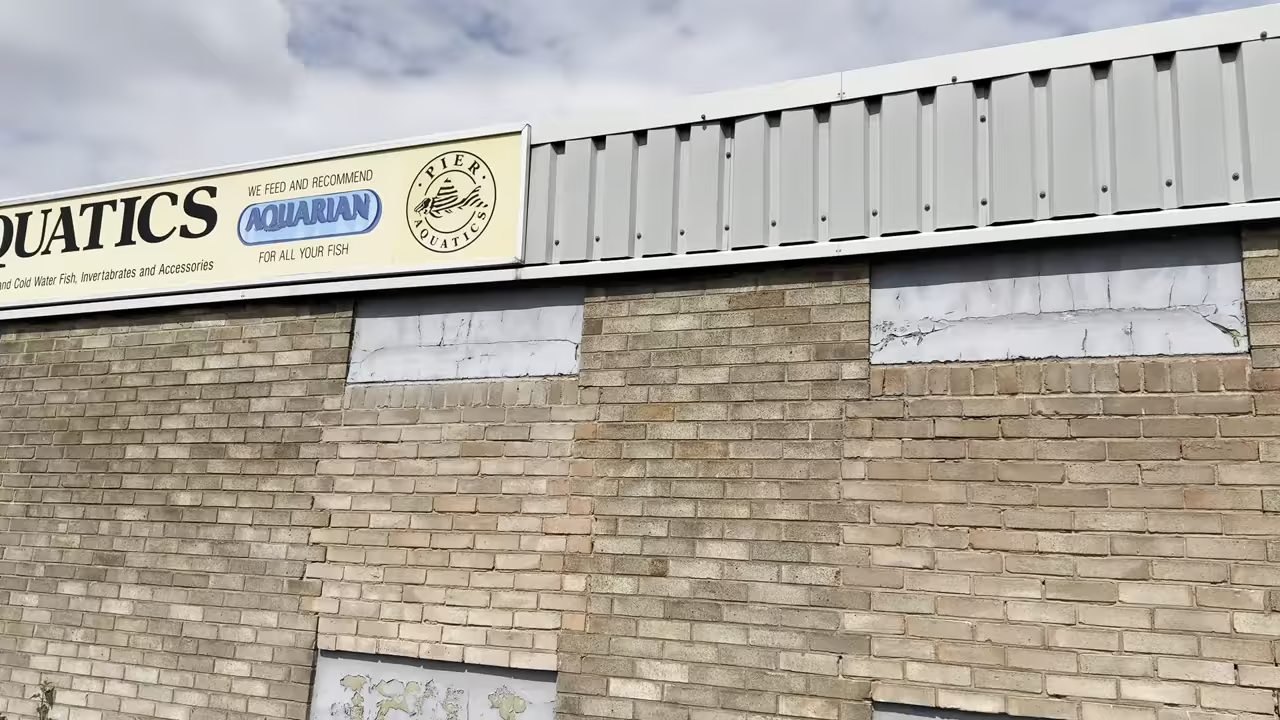 QUATICS
and Cold Water Fish, Invertabrates and Accessories
WE FEED AND RECOMMEND
AQUARIAN
FOR ALL YOUR FISH
PIER
AQUATICS